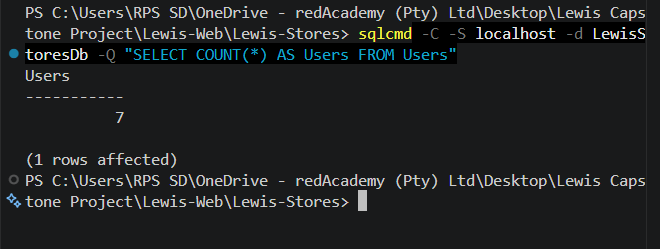 PS C:\Users\RPS SD\OneDrive - redAcademy (Pty) Ltd\Desktop\Lewis Caps
tone Project\Lewis-Web\Lewis-Stores> sqlcmd -C -S localhost -d LewisS
toresDb -Q "SELECT COUNT(*) AS Users FROM Users"
Users
-----------
          7

(1 rows affected)
PS C:\Users\RPS SD\OneDrive - redAcademy (Pty) Ltd\Desktop\Lewis Caps
tone Project\Lewis-Web\Lewis-Stores>